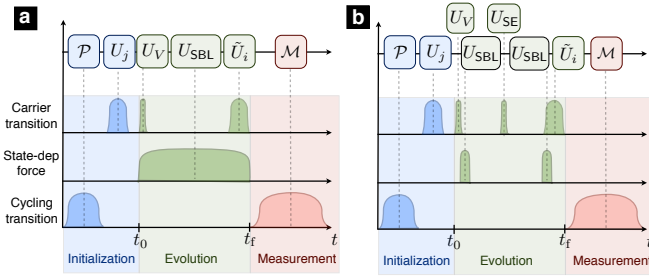 a
𝒫 U_j U_V U_SBL Ũ_i ℳ
Carrier
transition
State-dep
force
Cycling
transition
t_0 t_f t
Initialization Evolution Measurement
b
U_V U_SE
𝒫 U_j U_SBL U_SBL Ũ_i ℳ
t_0 t_f t
Initialization Evolution Measurement